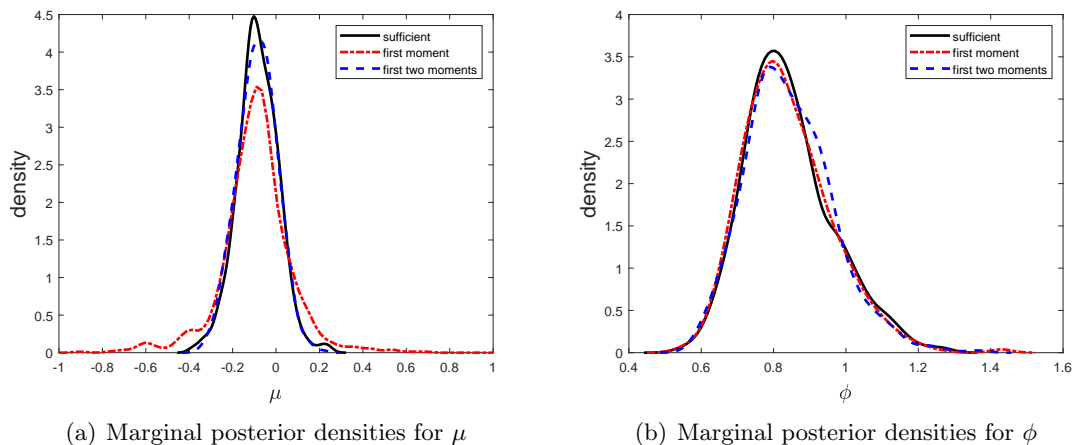 4.5
4
3.5
3
2.5
2
1.5
1
0.5
0
density
-1 -0.8 -0.6 -0.4 -0.2 0 0.2 0.4 0.6 0.8 1
μ
sufficient
first moment
first two moments
(a) Marginal posterior densities for μ
4
3.5
3
2.5
2
1.5
1
0.5
0
density
0.4 0.6 0.8 1 1.2 1.4 1.6
ϕ
sufficient
first moment
first two moments
(b) Marginal posterior densities for ϕ